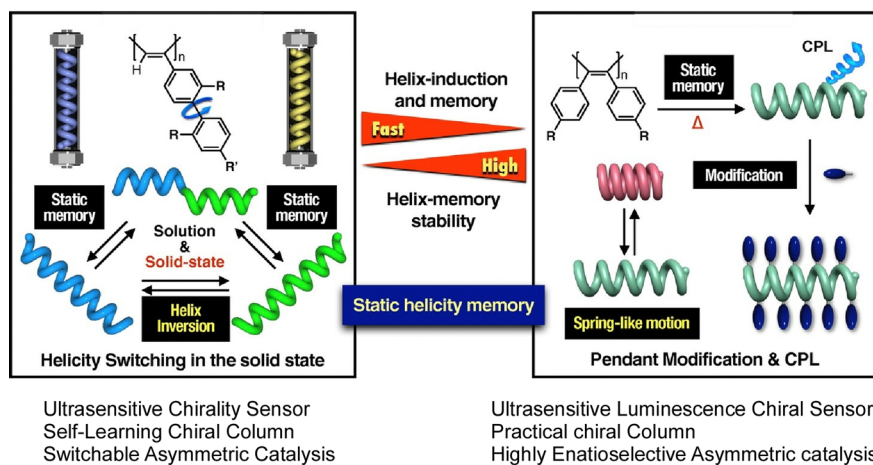 n
H
R
R
R'
Static
memory
Static
memory
Solution
&
Solid-state
Helix
Inversion
Helicity Switching in the solid state
Helix-induction
and memory
Fast
High
Helix-memory
stability
Static helicity memory
n
R
R
Static
memory
Δ
CPL
Modification
Spring-like motion
Pendant Modification & CPL
Ultrasensitive Chirality Sensor
Self-Learning Chiral Column
Switchable Asymmetric Catalysis
Ultrasensitive Luminescence Chiral Sensor
Practical chiral Column
Highly Enatioselective Asymmetric catalysis